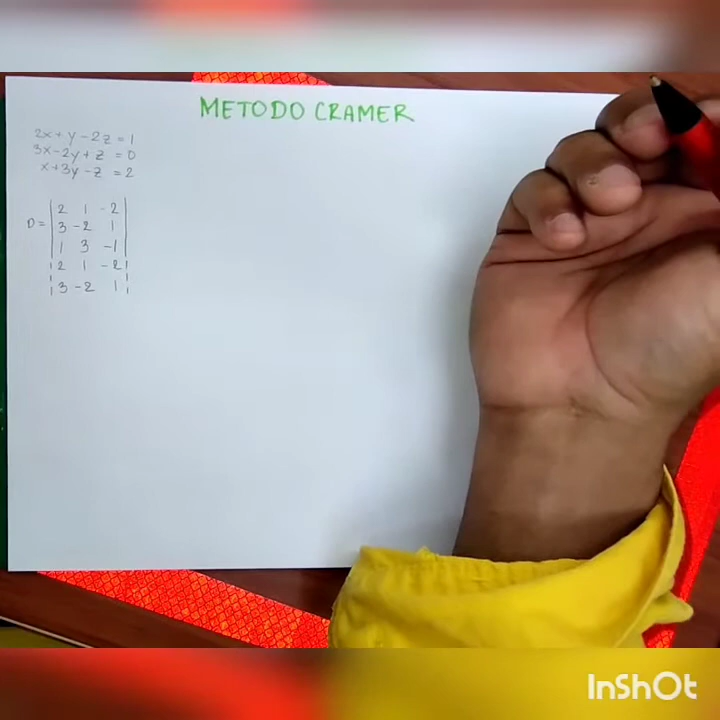 METODO CRAMER
2x + y - 2z = 1
3x - 2y + z = 0
x + 3y - z = 2
D = | 2 1 -2 |
| 3 -2 1 |
| 1 3 -1 |
| 2 1 -2 |
| 3 -2 1 |
InShOt